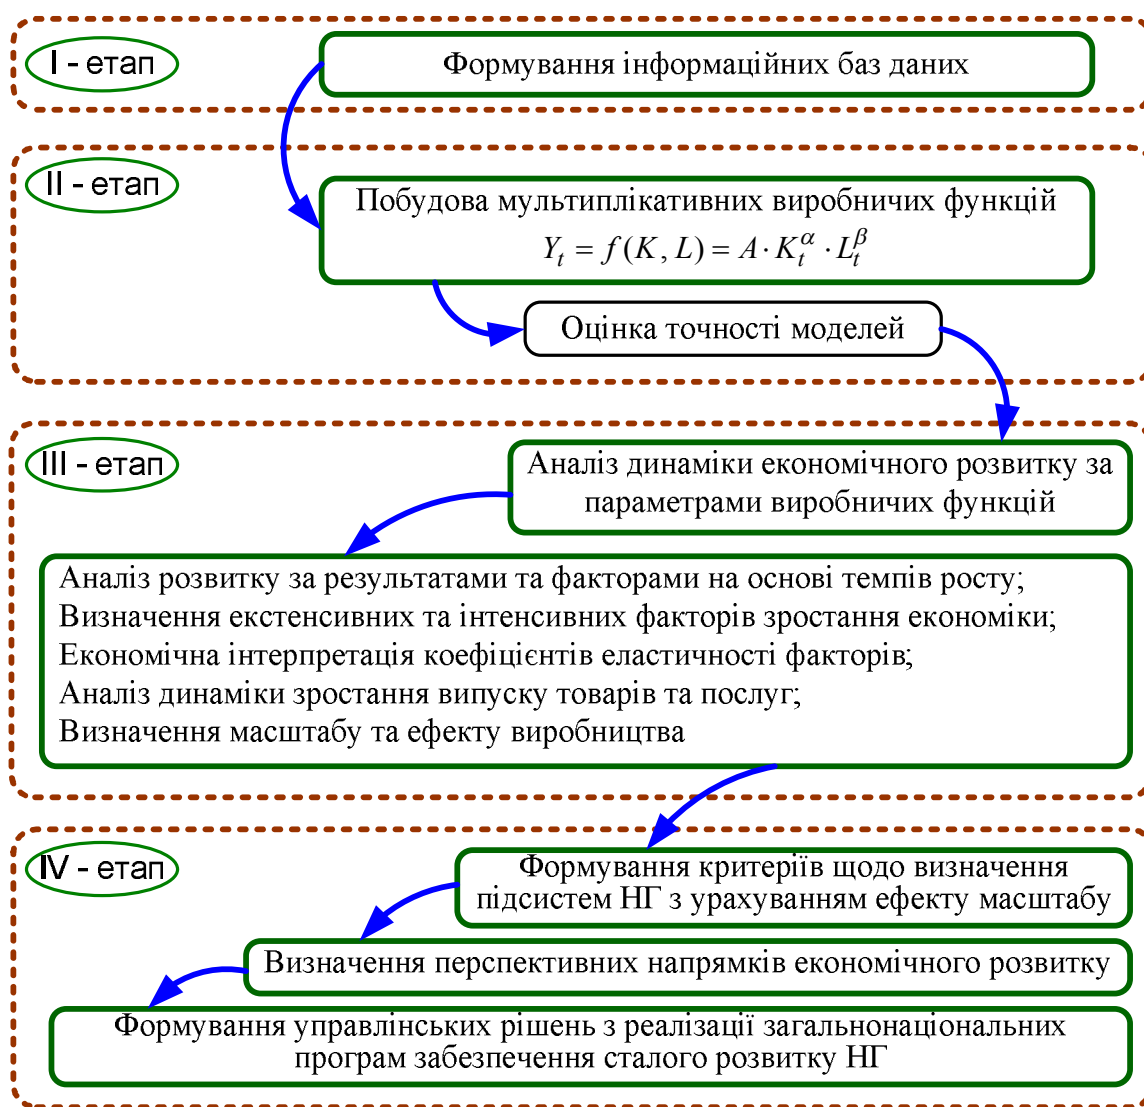 I - етап
Формування інформаційних баз даних
II - етап
Побудова мультиплікативних виробничих функцій
Y_t = f(K, L) = A · K_t^α · L_t^β
Оцінка точності моделей
III - етап
Аналіз динаміки економічного розвитку за
параметрами виробничих функцій
Аналіз розвитку за результатами та факторами на основі темпів росту;
Визначення екстенсивних та інтенсивних факторів зростання економіки;
Економічна інтерпретація коефіцієнтів еластичності факторів;
Аналіз динаміки зростання випуску товарів та послуг;
Визначення масштабу та ефекту виробництва
IV - етап
Формування критеріїв щодо визначення
підсистем НГ з урахуванням ефекту масштабу
Визначення перспективних напрямків економічного розвитку
Формування управлінських рішень з реалізації загальнонаціональних
програм забезпечення сталого розвитку НГ